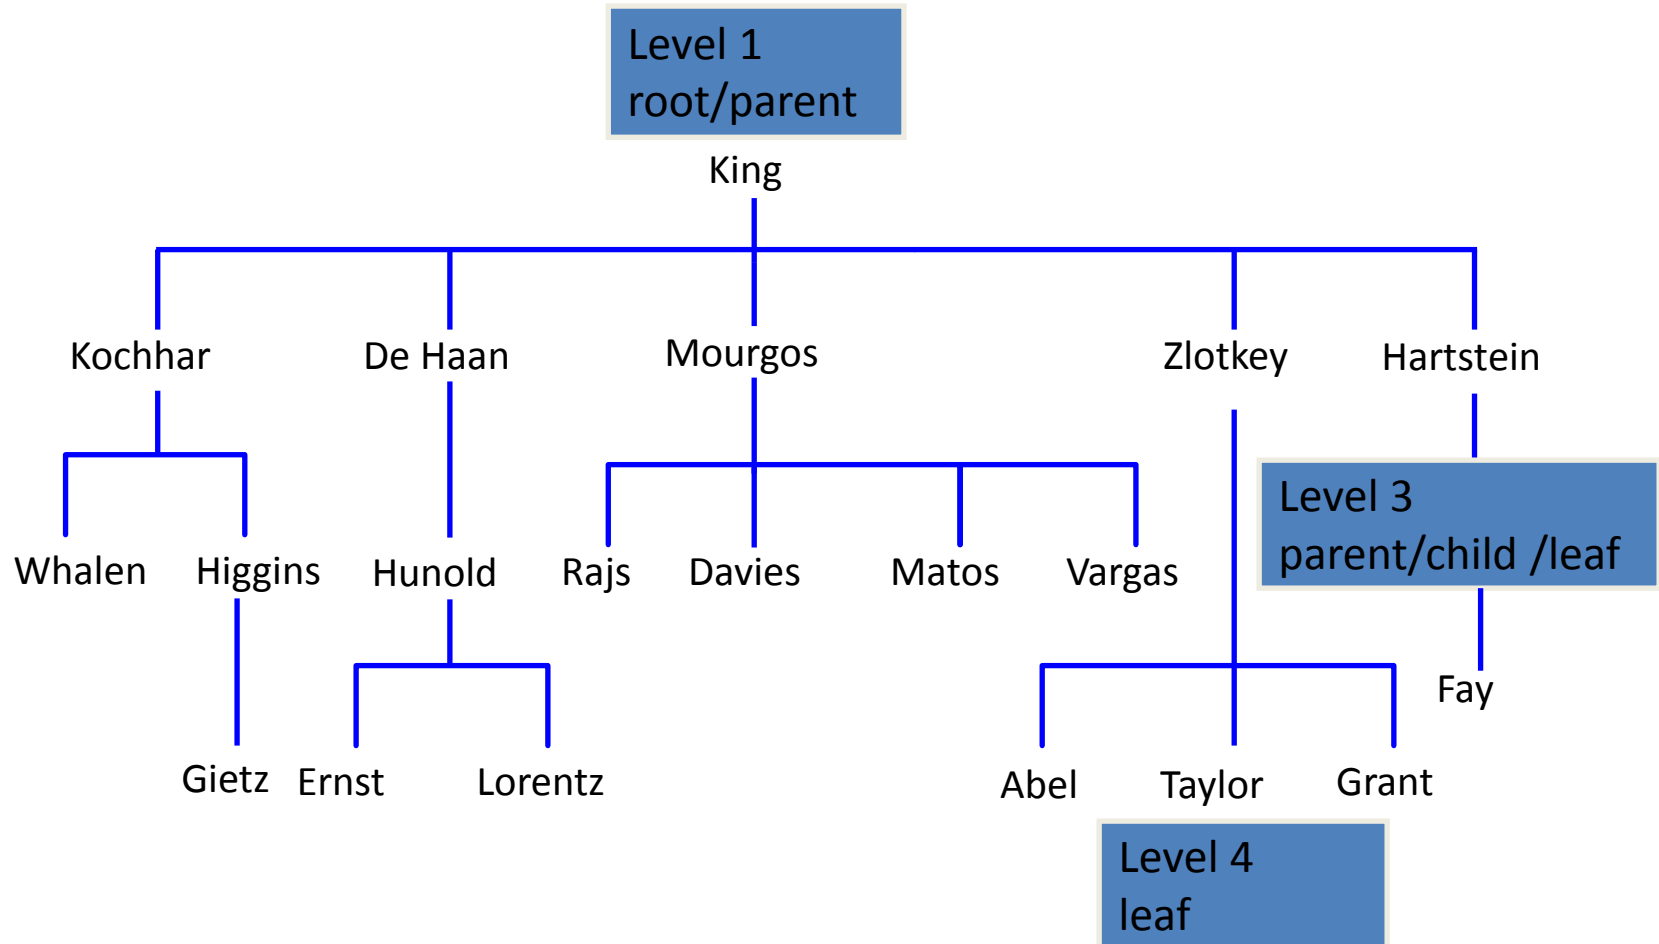 Level 1
root/parent
King
Kochhar
De Haan
Mourgos
Zlotkey
Hartstein
Level 3
parent/child /leaf
Whalen
Higgins
Hunold
Rajs
Davies
Matos
Vargas
Fay
Gietz
Ernst
Lorentz
Abel
Taylor
Grant
Level 4
leaf